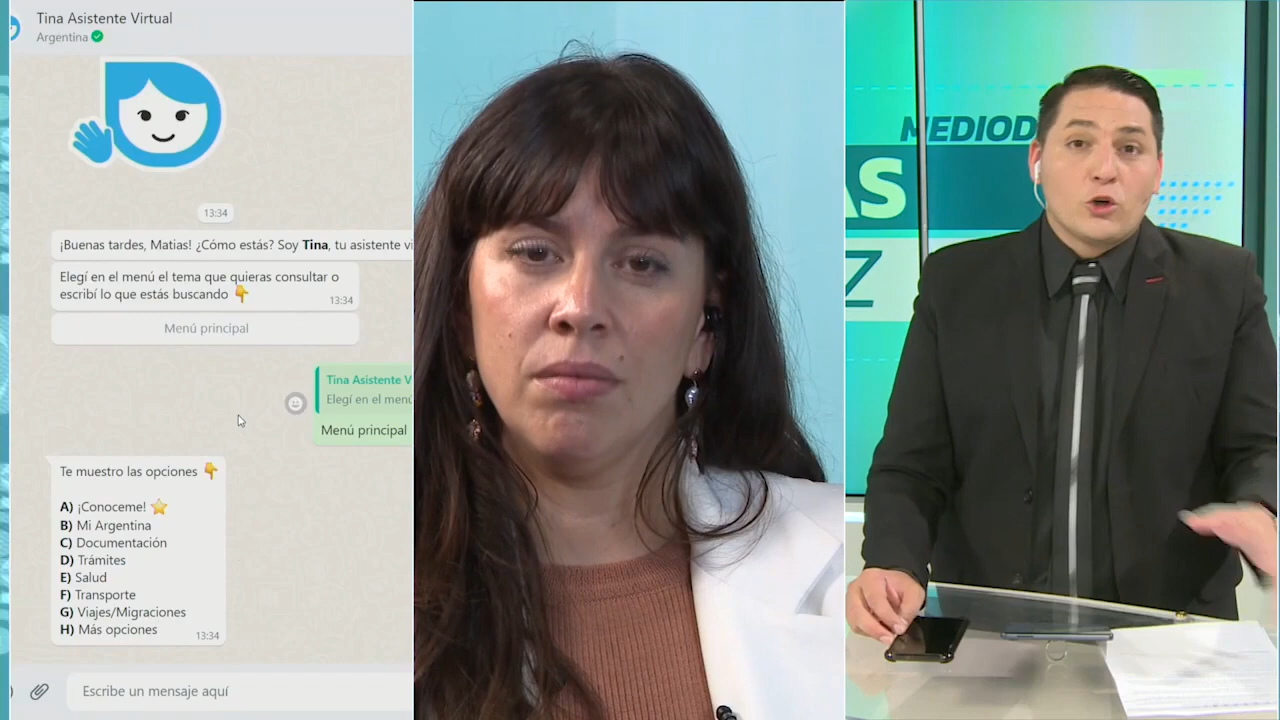 Tina Asistente Virtual
Argentina
13:34
¡Buenas tardes, Matias! ¿Cómo estás? Soy Tina, tu asistente vi
Elegí en el menú el tema que quieras consultar o
escribí lo que estás buscando 👇
13:34
Menú principal
Tina Asistente V
Elegí en el menú
Menú principal
Te muestro las opciones 👇
A) ¡Conoceme! ⭐
B) Mi Argentina
C) Documentación
D) Trámites
E) Salud
F) Transporte
G) Viajes/Migraciones
H) Más opciones
13:34
Escribe un mensaje aquí
MEDIOD
AS
Z